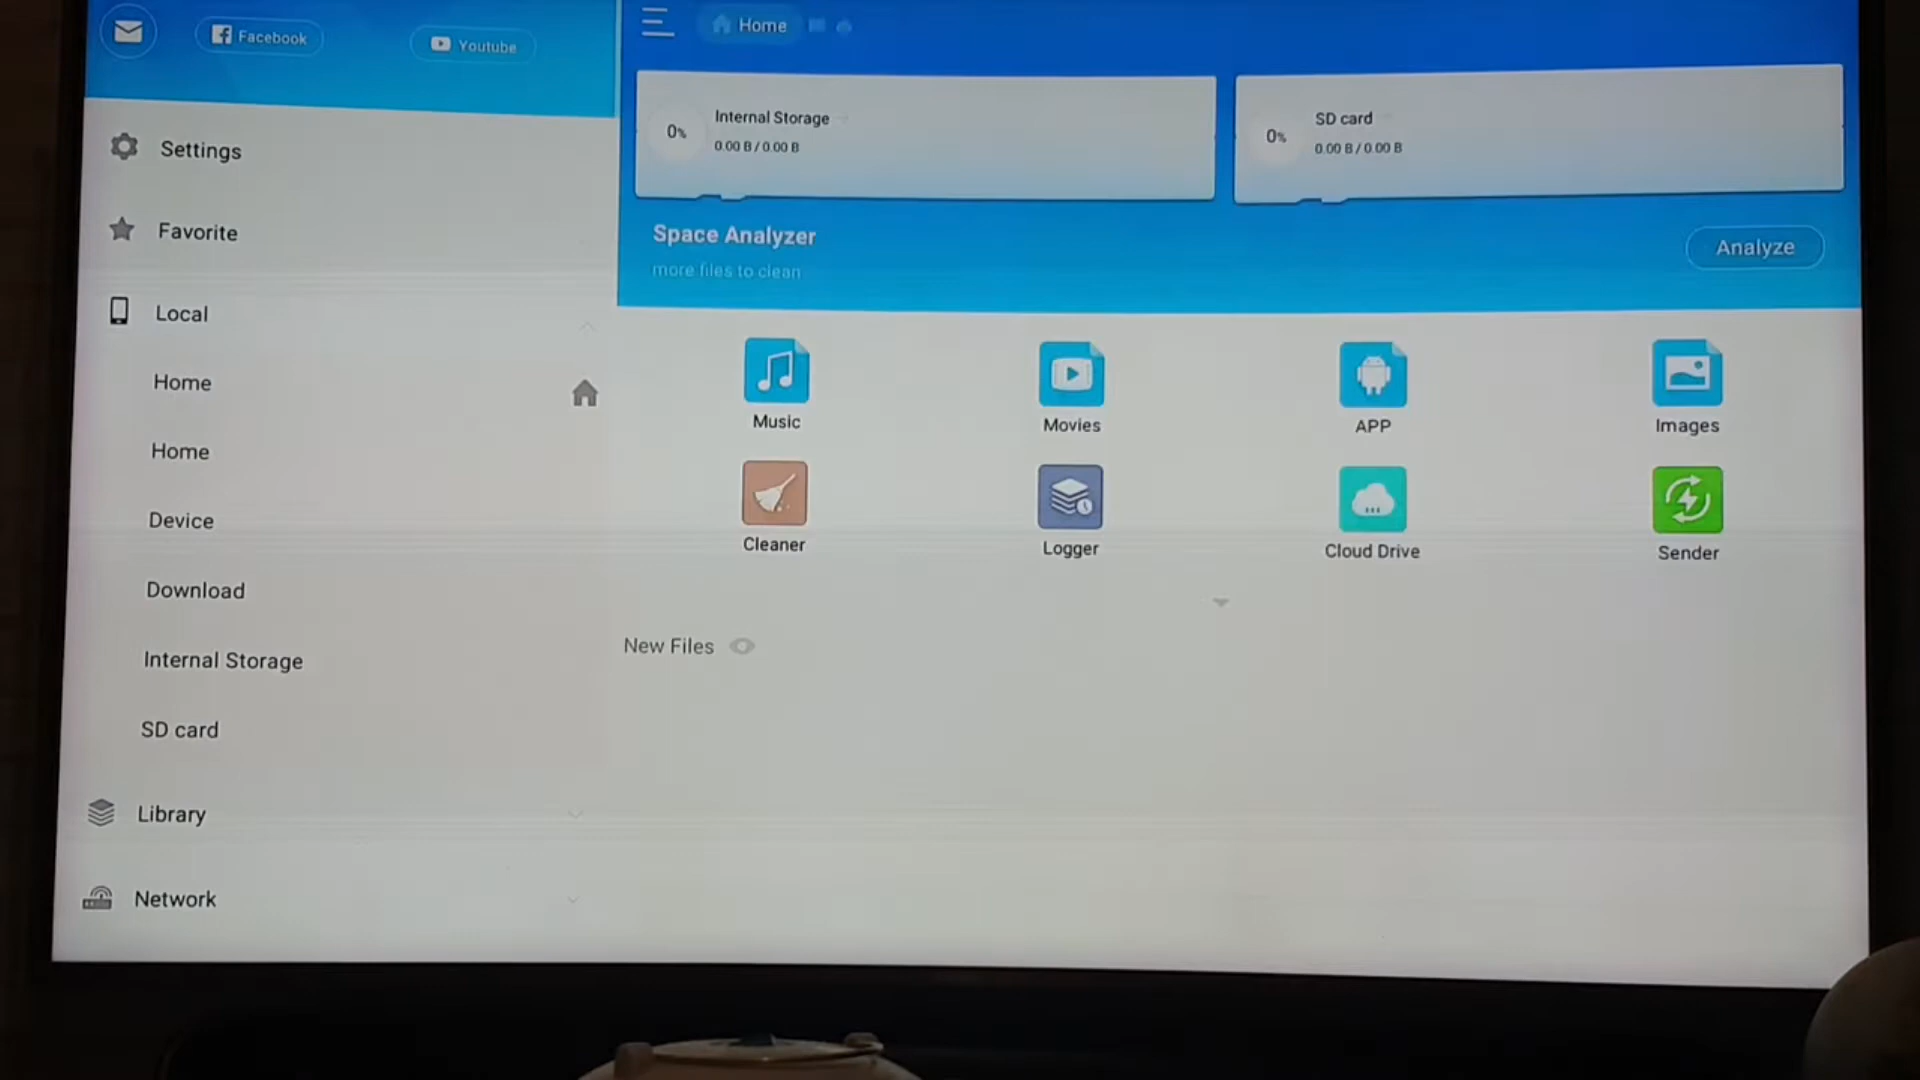 Facebook
Youtube
Settings
Favorite
Local
Home
Home
Device
Download
Internal Storage
SD card
Library
Network
Home
0%
Internal Storage
0.00 B / 0.00 B
0%
SD card
0.00 B / 0.00 B
Space Analyzer
more files to clean
Analyze
Music
Movies
APP
Images
Cleaner
Logger
Cloud Drive
Sender
New Files